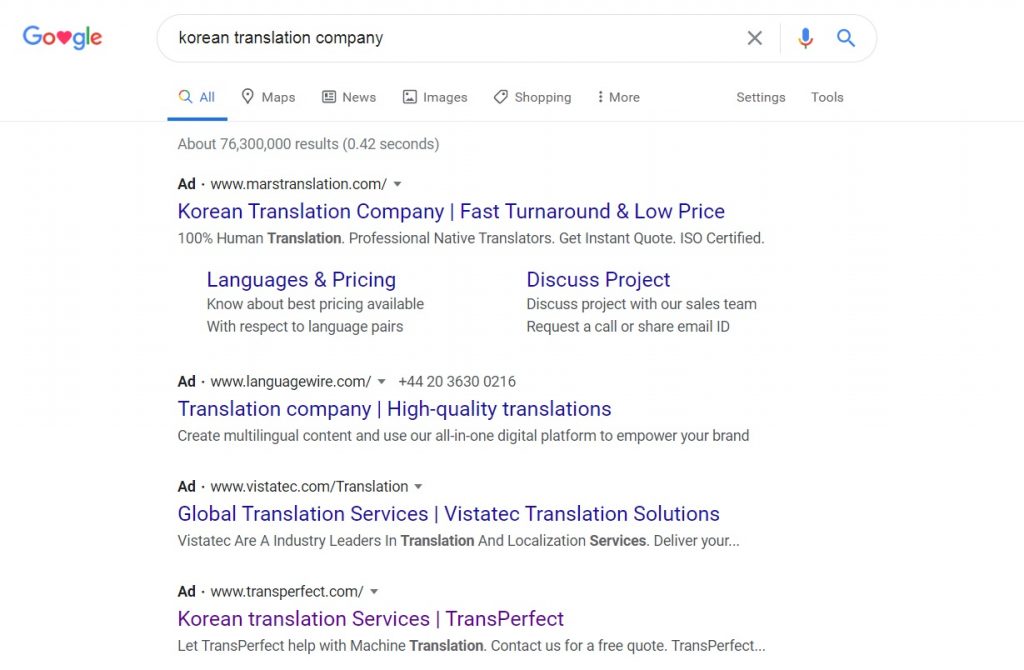 Google
korean translation company
All Maps News Images Shopping More Settings Tools
About 76,300,000 results (0.42 seconds)
Ad · www.marstranslation.com/
Korean Translation Company | Fast Turnaround & Low Price
100% Human Translation. Professional Native Translators. Get Instant Quote. ISO Certified.
Languages & Pricing
Know about best pricing available
With respect to language pairs
Discuss Project
Discuss project with our sales team
Request a call or share email ID
Ad · www.languagewire.com/ +44 20 3630 0216
Translation company | High-quality translations
Create multilingual content and use our all-in-one digital platform to empower your brand
Ad · www.vistatec.com/Translation
Global Translation Services | Vistatec Translation Solutions
Vistatec Are A Industry Leaders In Translation And Localization Services. Deliver your...
Ad · www.transperfect.com/
Korean translation Services | TransPerfect
Let TransPerfect help with Machine Translation. Contact us for a free quote. TransPerfect...